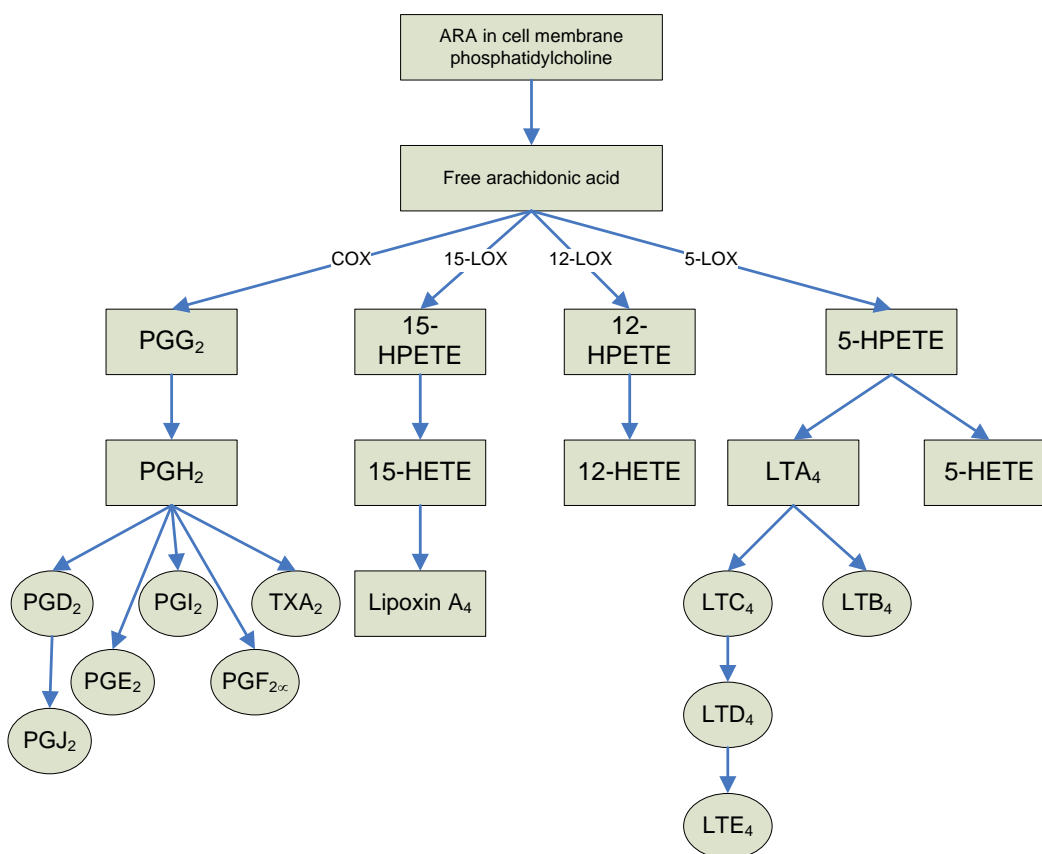 ARA in cell membrane
phosphatidylcholine
Free arachidonic acid
COX
15-LOX
12-LOX
5-LOX
PGG₂
15-
HPETE
12-
HPETE
5-HPETE
PGH₂
15-HETE
12-HETE
LTA₄
5-HETE
PGD₂
PGI₂
TXA₂
Lipoxin A₄
LTC₄
LTB₄
PGE₂
PGF₂∝
LTD₄
PGJ₂
LTE₄